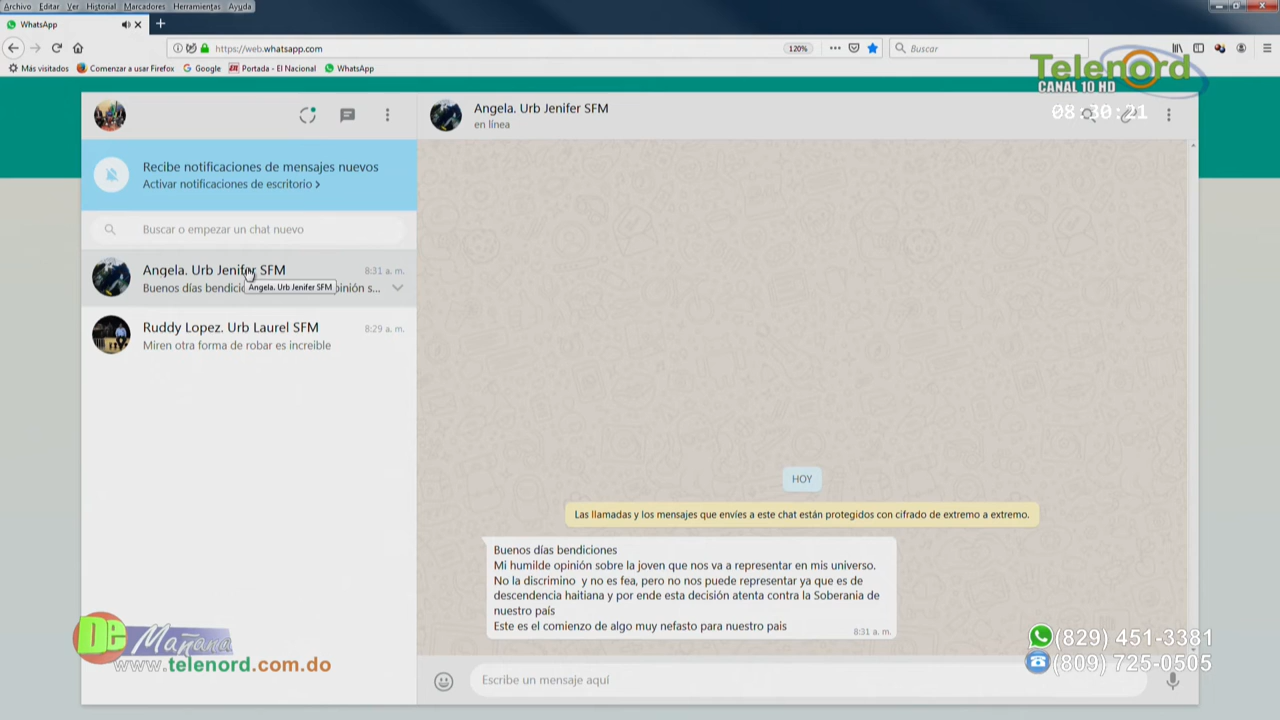 Archivo Editar Ver Historial Marcadores Herramientas Ayuda
WhatsApp
https://web.whatsapp.com
120%
Buscar
Más visitados Comenzar a usar Firefox Google Portada - El Nacional WhatsApp
Telenord
CANAL 10 HD
08:30:21
Angela. Urb Jenifer SFM
en línea
Recibe notificaciones de mensajes nuevos
Activar notificaciones de escritorio >
Buscar o empezar un chat nuevo
Angela. Urb Jenifer SFM
8:31 a. m.
Buenos días bendicio
Angela. Urb Jenifer SFM
pinión s...
Ruddy Lopez. Urb Laurel SFM
8:29 a. m.
Miren otra forma de robar es increible
HOY
Las llamadas y los mensajes que envíes a este chat están protegidos con cifrado de extremo a extremo.
Buenos días bendiciones
Mi humilde opinión sobre la joven que nos va a representar en mis universo.
No la discrimino y no es fea, pero no nos puede representar ya que es de
descendencia haitiana y por ende esta decisión atenta contra la Soberania de
nuestro país
Este es el comienzo de algo muy nefasto para nuestro pais
8:31 a. m.
Escribe un mensaje aquí
De Mañana
www.telenord.com.do
(829) 451-3381
(809) 725-0505